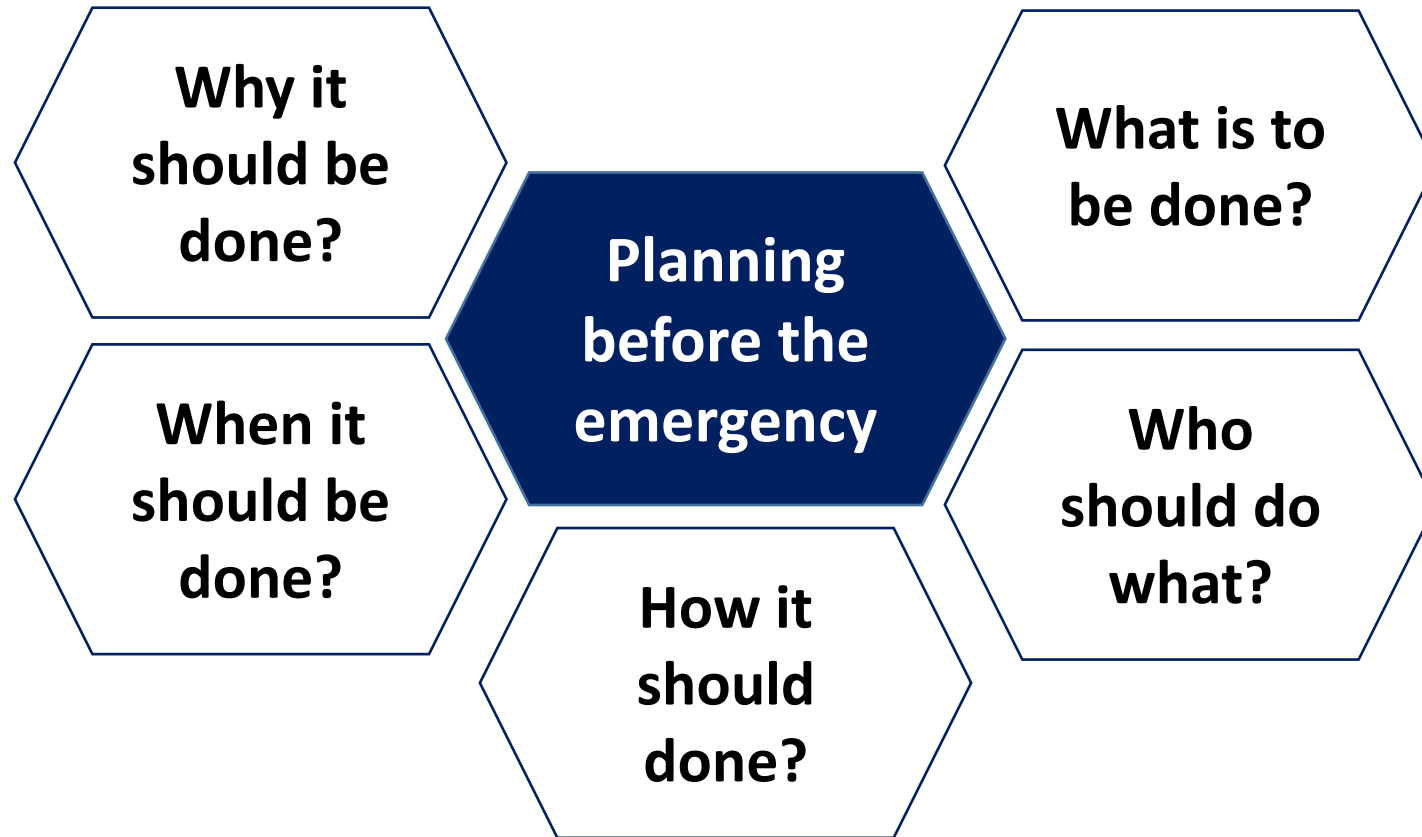 Why it
should be
done?
What is to
be done?
Planning
before the
emergency
When it
should be
done?
Who
should do
what?
How it
should
done?